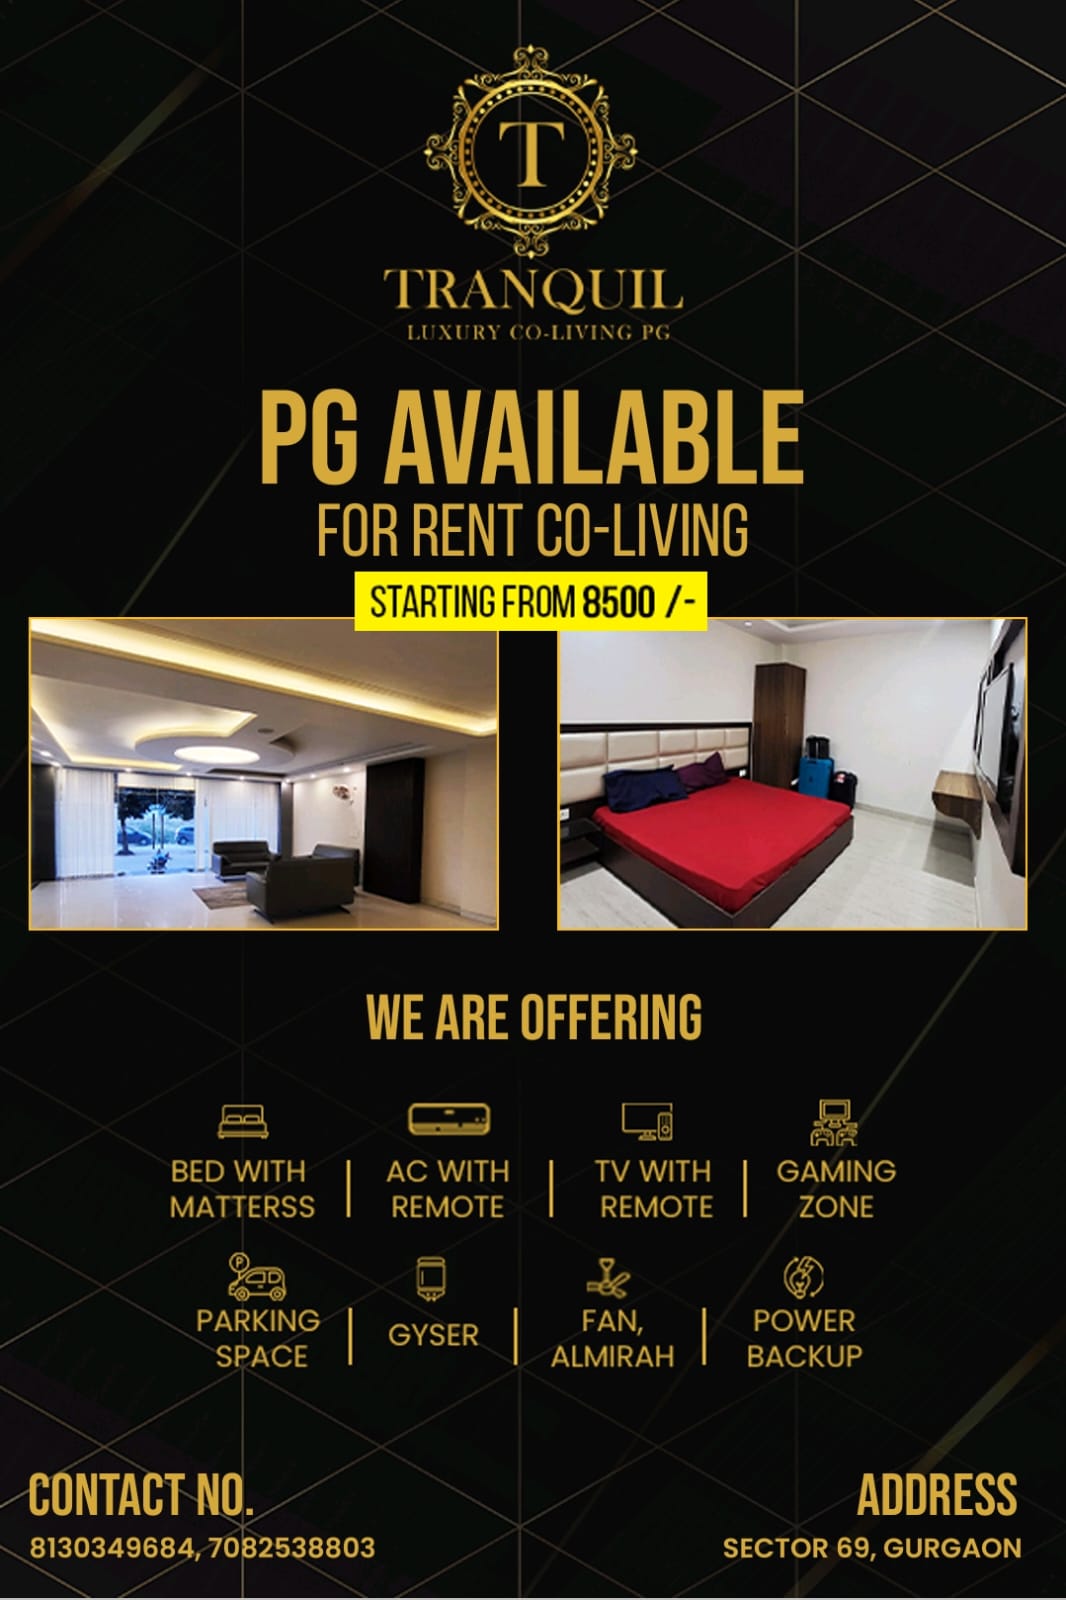 T
TRANQUIL
LUXURY CO-LIVING PG
PG AVAILABLE
FOR RENT CO-LIVING
STARTING FROM 8500 /-
WE ARE OFFERING
BED WITH
MATTERSS
AC WITH
REMOTE
TV WITH
REMOTE
GAMING
ZONE
P
PARKING
SPACE
GYSER
FAN,
ALMIRAH
POWER
BACKUP
CONTACT NO.
8130349684, 7082538803
ADDRESS
SECTOR 69, GURGAON